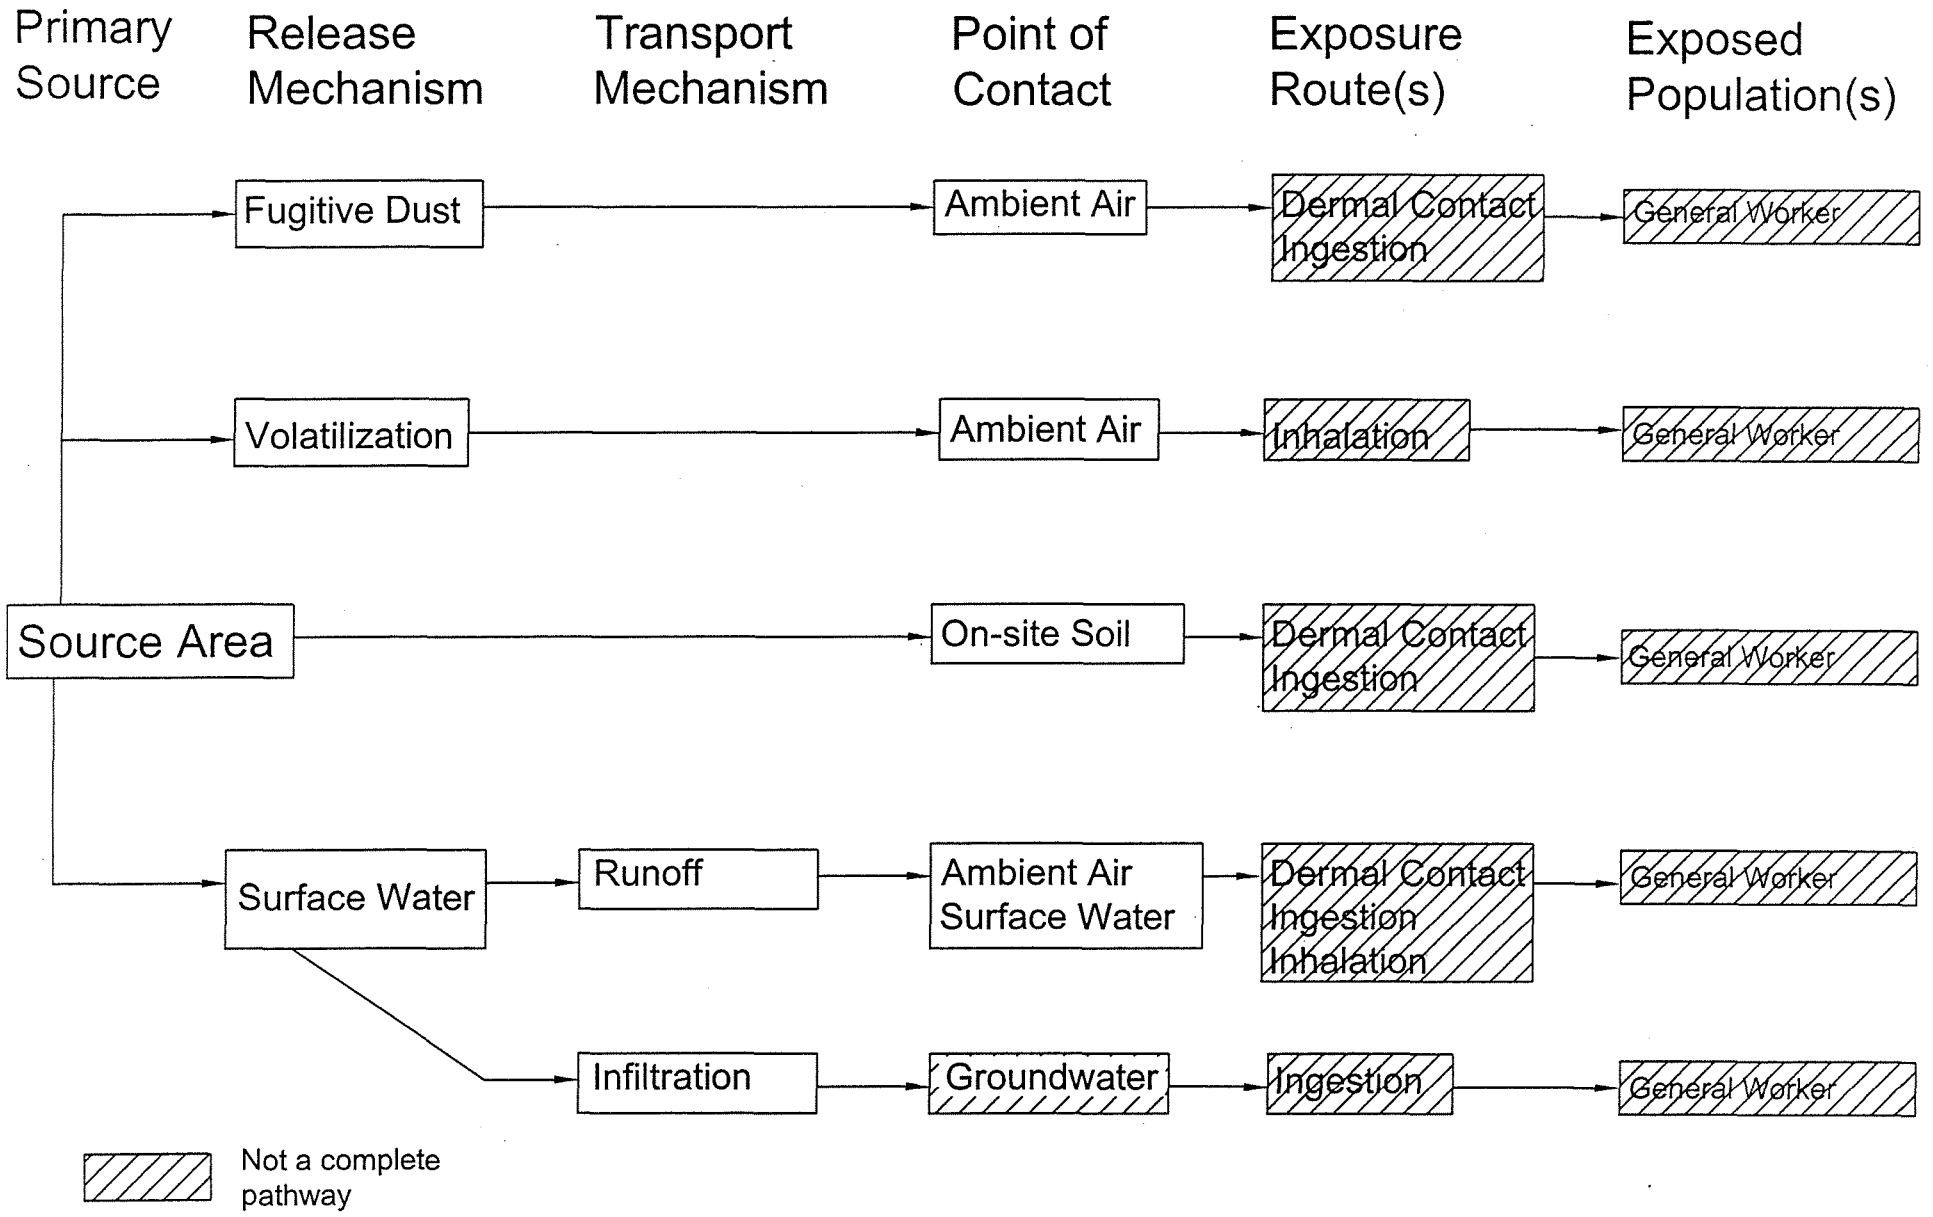 Primary
Source
Release
Mechanism
Transport
Mechanism
Point of
Contact
Exposure
Route(s)
Exposed
Population(s)
Fugitive Dust
Ambient Air
Dermal Contact
Ingestion
General Worker
Volatilization
Ambient Air
Inhalation
General Worker
Source Area
On-site Soil
Dermal Contact
Ingestion
General Worker
Surface Water
Runoff
Ambient Air
Surface Water
Dermal Contact
Ingestion
Inhalation
General Worker
Infiltration
Groundwater
Ingestion
General Worker
Not a complete
pathway